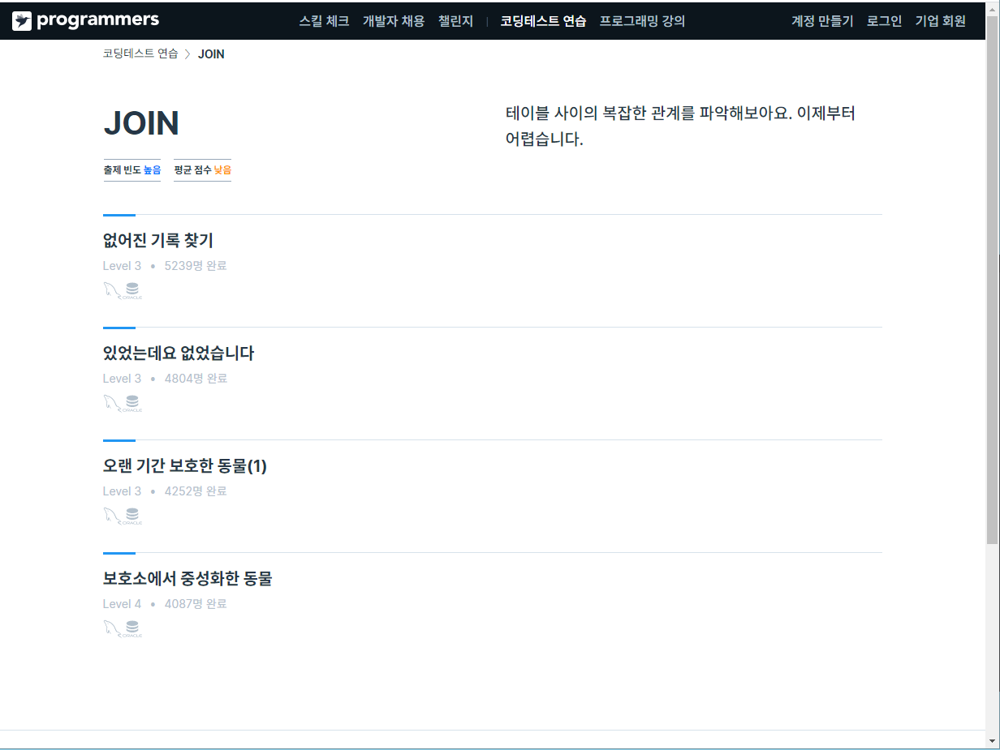 programmers
스킬 체크 개발자 채용 챌린지 | 코딩테스트 연습 프로그래밍 강의
계정 만들기 로그인 기업 회원
코딩테스트 연습 > JOIN
JOIN
테이블 사이의 복잡한 관계를 파악해보아요. 이제부터
어렵습니다.
출제 빈도 높음 평균 점수 낮음
없어진 기록 찾기
Level 3 • 5239명 완료
ORACLE
있었는데요 없었습니다
Level 3 • 4804명 완료
ORACLE
오랜 기간 보호한 동물(1)
Level 3 • 4252명 완료
ORACLE
보호소에서 중성화한 동물
Level 4 • 4087명 완료
ORACLE